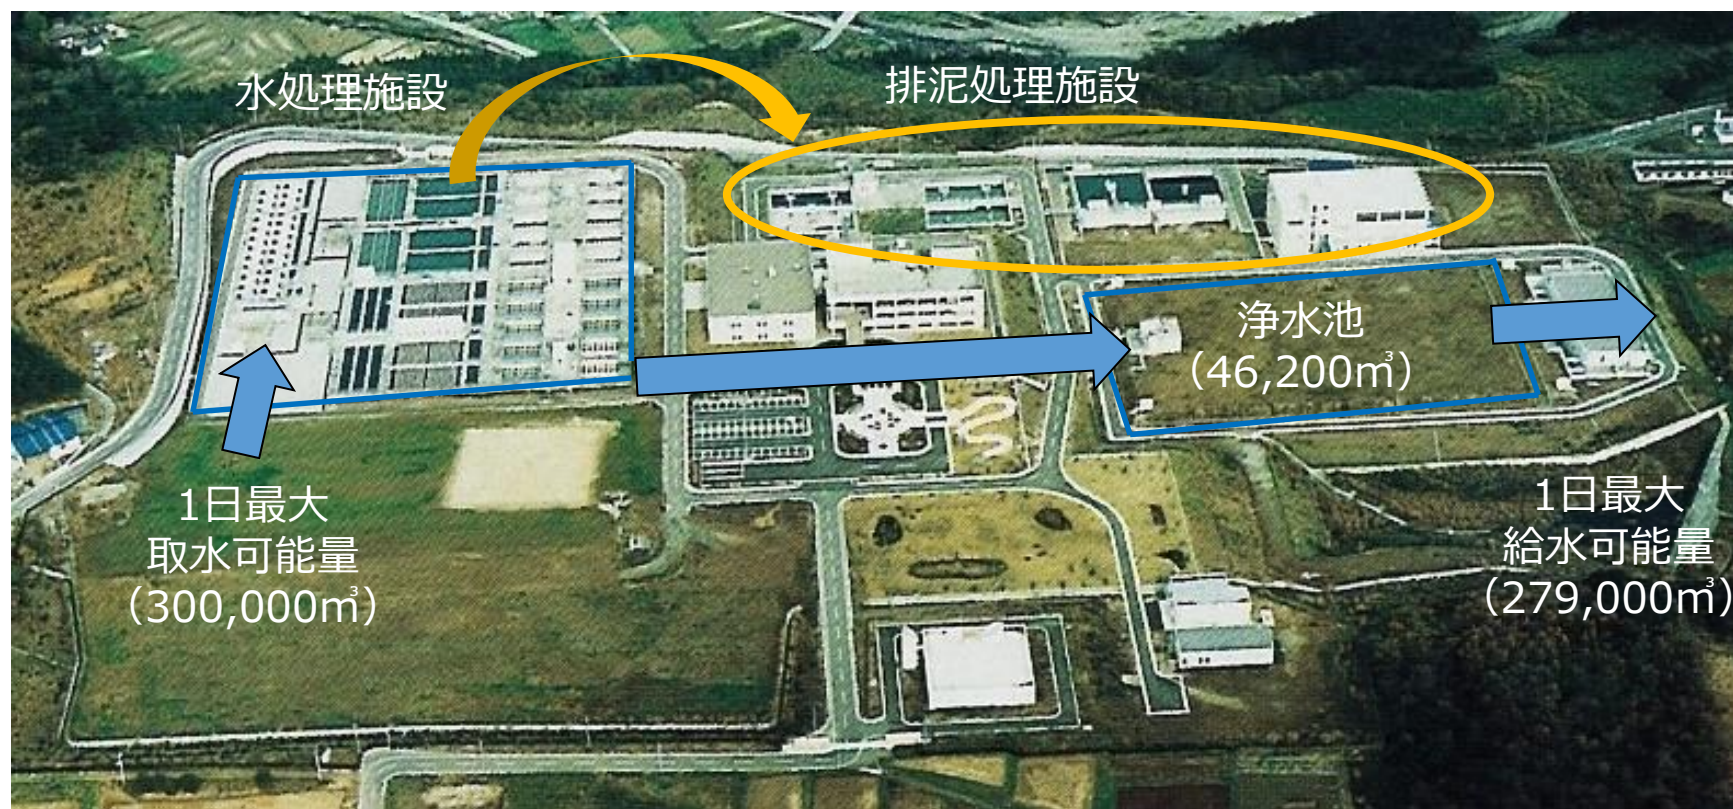 水処理施設
排泥処理施設
浄水池
（46,200㎥）
1日最大
取水可能量
（300,000㎥）
1日最大
給水可能量
（279,000㎥）